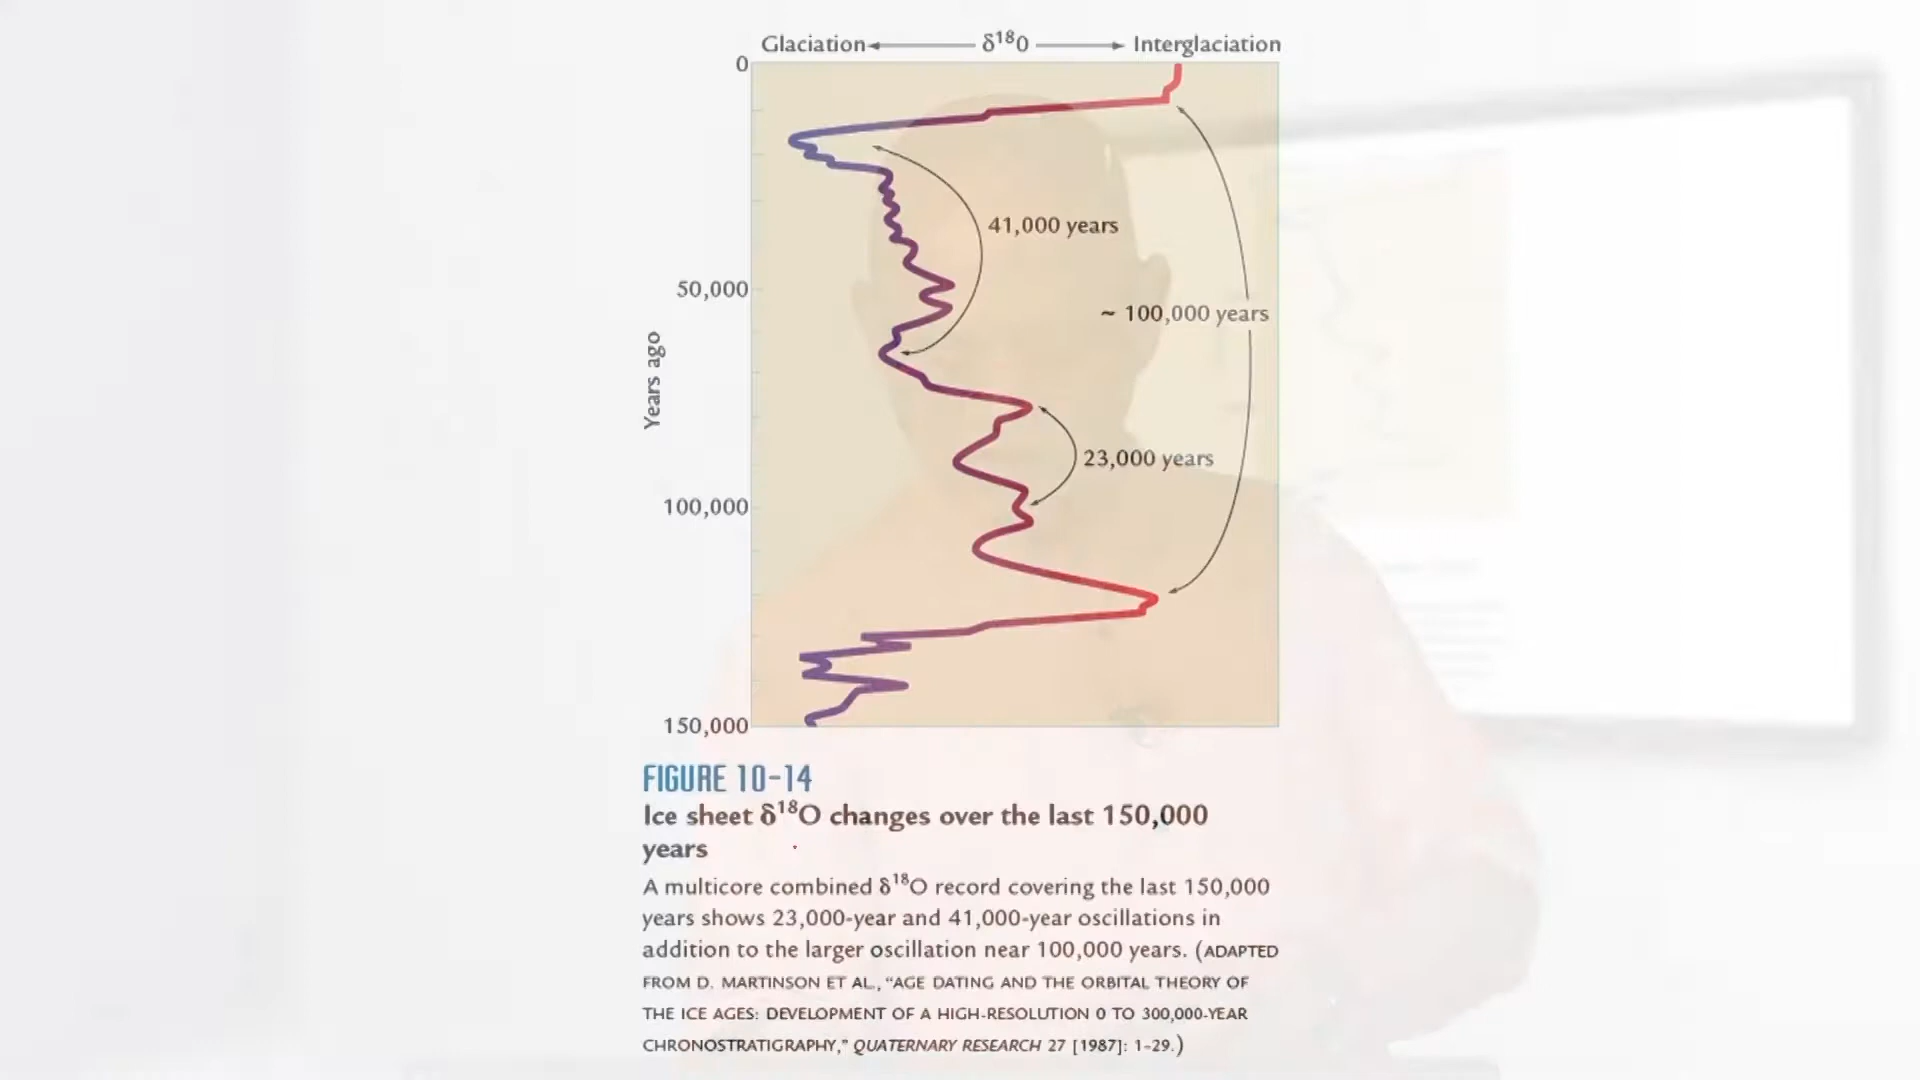 Glaciation δ¹⁸0 Interglaciation
0
41,000 years
50,000
~ 100,000 years
Years ago
23,000 years
100,000
150,000
FIGURE 10-14
Ice sheet δ¹⁸O changes over the last 150,000
years
A multicore combined δ¹⁸O record covering the last 150,000
years shows 23,000-year and 41,000-year oscillations in
addition to the larger oscillation near 100,000 years. (ADAPTED
FROM D. MARTINSON ET AL., “AGE DATING AND THE ORBITAL THEORY OF
THE ICE AGES: DEVELOPMENT OF A HIGH-RESOLUTION 0 TO 300,000-YEAR
CHRONOSTRATIGRAPHY,” QUATERNARY RESEARCH 27 [1987]: 1–29.)